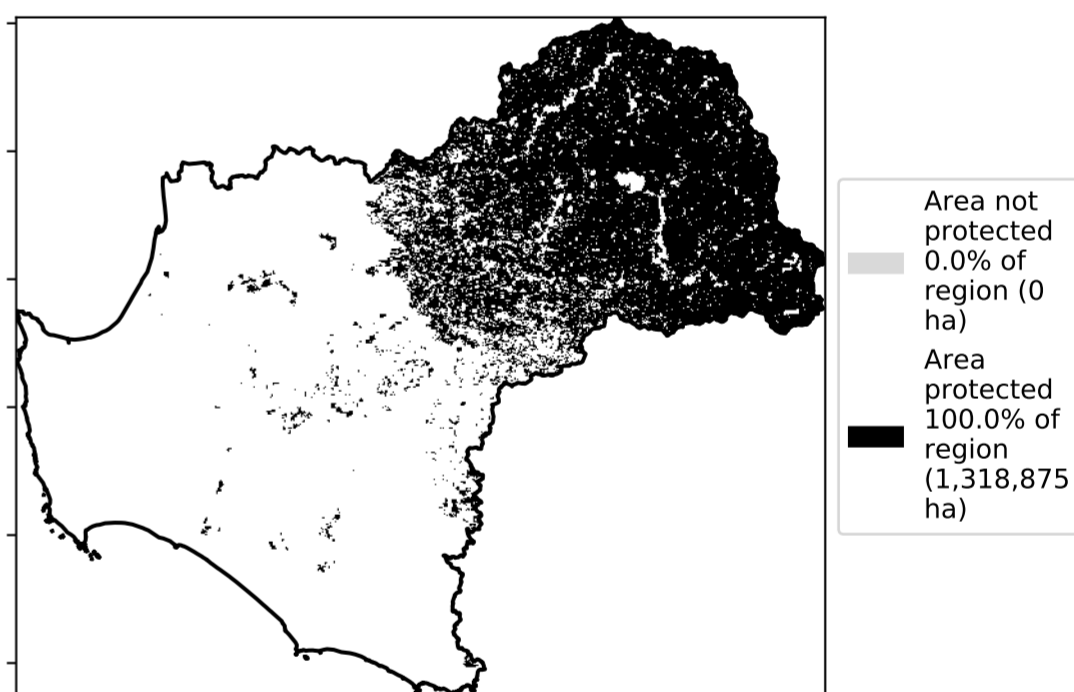 Area not
protected
0.0% of
region (0
ha)
Area
protected
100.0% of
region
(1,318,875
ha)